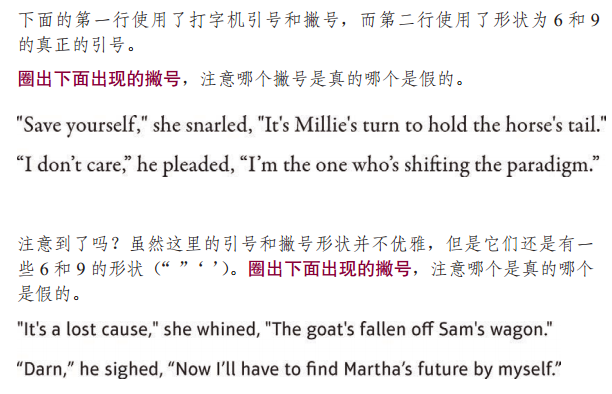 下面的第一行使用了打字机引号和撇号，而第二行使用了形状为 6 和 9
的真正的引号。
圈出下面出现的撇号，注意哪个撇号是真的哪个是假的。
"Save yourself," she snarled, "It's Millie's turn to hold the horse's tail."
“I don’t care,” he pleaded, “I’m the one who’s shifting the paradigm.”
注意到了吗？虽然这里的引号和撇号形状并不优雅，但是它们还是有一
些 6 和 9 的形状（“ ” ‘ ’）。圈出下面出现的撇号，注意哪个是真的哪个
是假的。
"It's a lost cause," she whined, "The goat's fallen off Sam's wagon."
“Darn,” he sighed, “Now I’ll have to find Martha’s future by myself.”